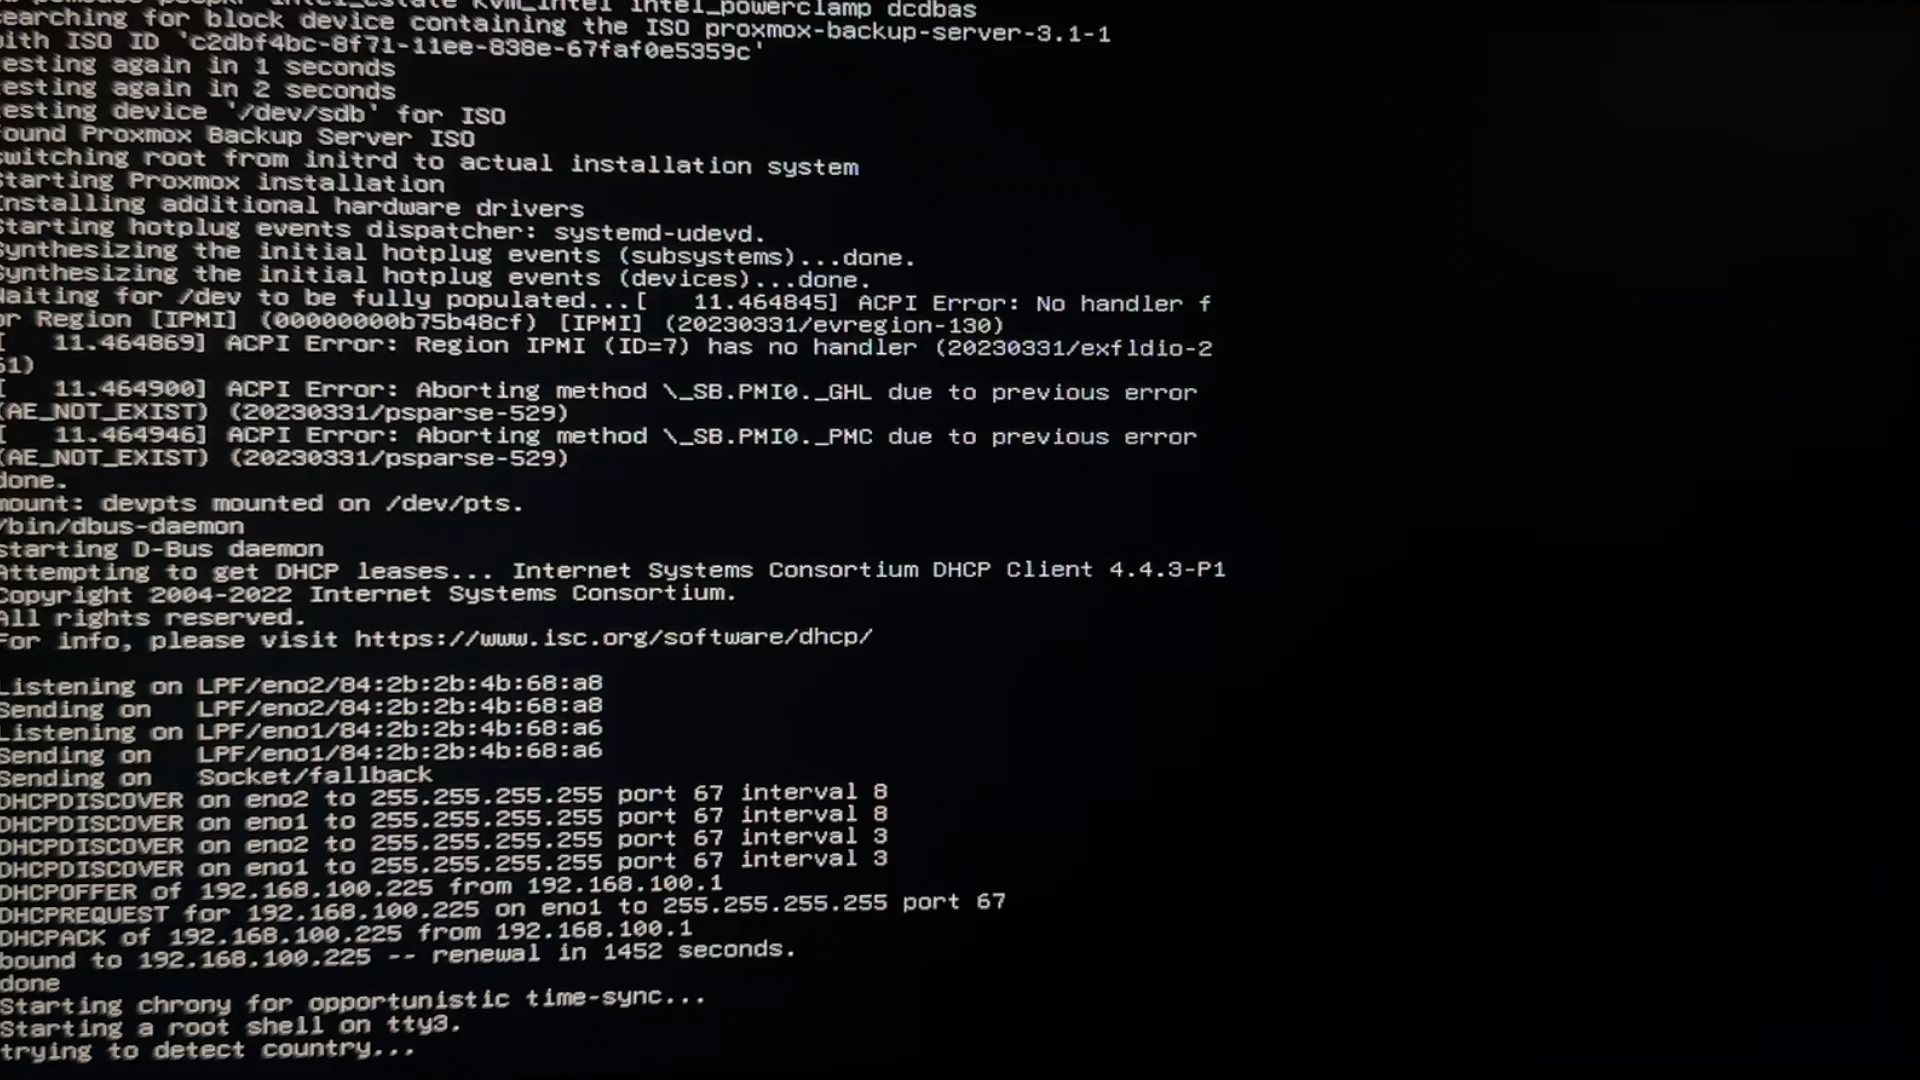 intel_cstate kvm_intel intel_powerclamp dcdbas
searching for block device containing the ISO proxmox-backup-server-3.1-1
with ISO ID 'c2dbf4bc-8f71-11ee-838e-67faf0e5359c'
testing again in 1 seconds
testing again in 2 seconds
testing device '/dev/sdb' for ISO
found Proxmox Backup Server ISO
switching root from initrd to actual installation system
Starting Proxmox installation
Installing additional hardware drivers
Starting hotplug events dispatcher: systemd-udevd.
Synthesizing the initial hotplug events (subsystems)...done.
Synthesizing the initial hotplug events (devices)...done.
Waiting for /dev to be fully populated...[   11.464845] ACPI Error: No handler f
or Region [IPMI] (00000000b75b48cf) [IPMI] (20230331/evregion-130)
[   11.464869] ACPI Error: Region IPMI (ID=7) has no handler (20230331/exfldio-2
61)
[   11.464900] ACPI Error: Aborting method \_SB.PMI0._GHL due to previous error
(AE_NOT_EXIST) (20230331/psparse-529)
[   11.464946] ACPI Error: Aborting method \_SB.PMI0._PMC due to previous error
(AE_NOT_EXIST) (20230331/psparse-529)
done.
mount: devpts mounted on /dev/pts.
/bin/dbus-daemon
starting D-Bus daemon
Attempting to get DHCP leases... Internet Systems Consortium DHCP Client 4.4.3-P1
Copyright 2004-2022 Internet Systems Consortium.
All rights reserved.
For info, please visit https://www.isc.org/software/dhcp/
Listening on LPF/eno2/84:2b:2b:4b:68:a8
Sending on   LPF/eno2/84:2b:2b:4b:68:a8
Listening on LPF/eno1/84:2b:2b:4b:68:a6
Sending on   LPF/eno1/84:2b:2b:4b:68:a6
Sending on   Socket/fallback
DHCPDISCOVER on eno2 to 255.255.255.255 port 67 interval 8
DHCPDISCOVER on eno1 to 255.255.255.255 port 67 interval 8
DHCPDISCOVER on eno2 to 255.255.255.255 port 67 interval 3
DHCPDISCOVER on eno1 to 255.255.255.255 port 67 interval 3
DHCPOFFER of 192.168.100.225 from 192.168.100.1
DHCPREQUEST for 192.168.100.225 on eno1 to 255.255.255.255 port 67
DHCPACK of 192.168.100.225 from 192.168.100.1
bound to 192.168.100.225 -- renewal in 1452 seconds.
done
Starting chrony for opportunistic time-sync...
Starting a root shell on tty3.
trying to detect country...